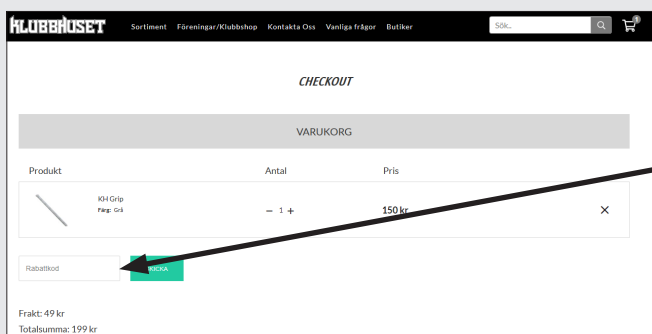 KLUBBHUSET
Sortiment Föreningar/Klubbshop Kontakta Oss Vanliga frågor Butiker Sök.. 1
CHECKOUT
VARUKORG
Produkt Antal Pris
KH Grip
Färg: Grå
− 1 + 150 kr ×
Rabattkod
Frakt: 49 kr
Totalsumma: 199 kr